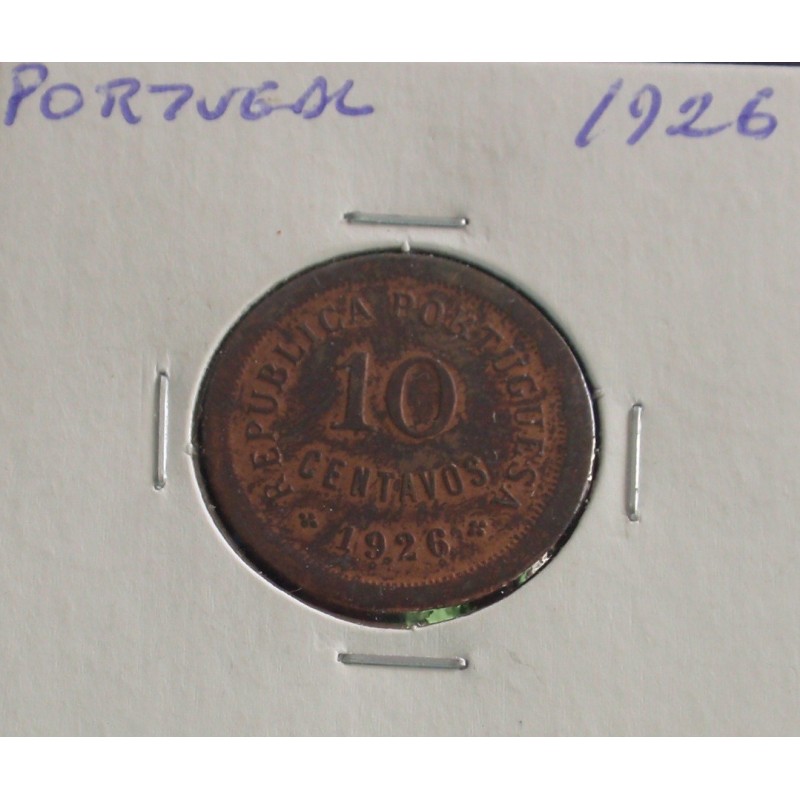 PORTUGAL 1926
REPUBLICA PORTUGUESA
10
CENTAVOS
1926